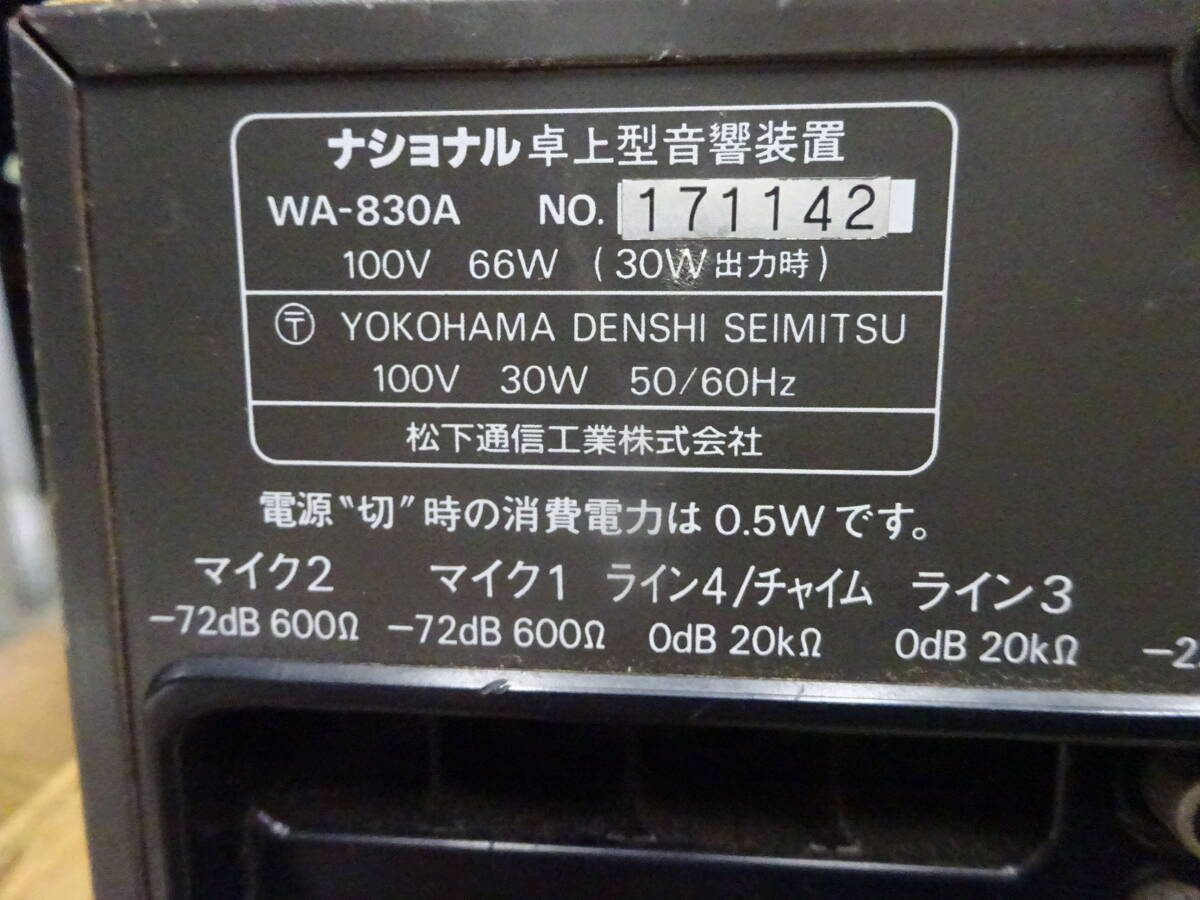 ナショナル卓上型音響装置
WA-830A NO. 171142
100V 66W (30W出力時)
〒 YOKOHAMA DENSHI SEIMITSU
100V 30W 50/60Hz
松下通信工業株式会社
電源“切”時の消費電力は0.5Wです。
マイク2 マイク1 ライン4/チャイム ライン3
-72dB 600Ω -72dB 600Ω 0dB 20kΩ 0dB 20kΩ -2